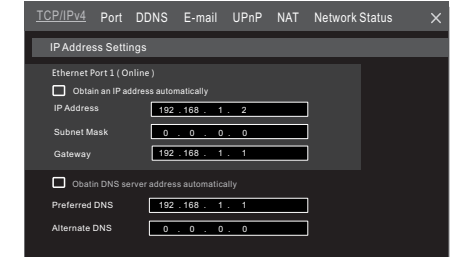 TCP/IPv4 Port DDNS E-mail UPnP NAT Network Status ×
IP Address Settings
Ethernet Port 1 ( Online )
Obtain an IP address automatically
IP Address 192 . 168 . 1 . 2
Subnet Mask 0 . 0 . 0 . 0
Gateway 192 . 168 . 1 . 1
Obatin DNS server address automaticaly
Preferred DNS 192 . 168 . 1 . 1
Alternate DNS 0 . 0 . 0 . 0